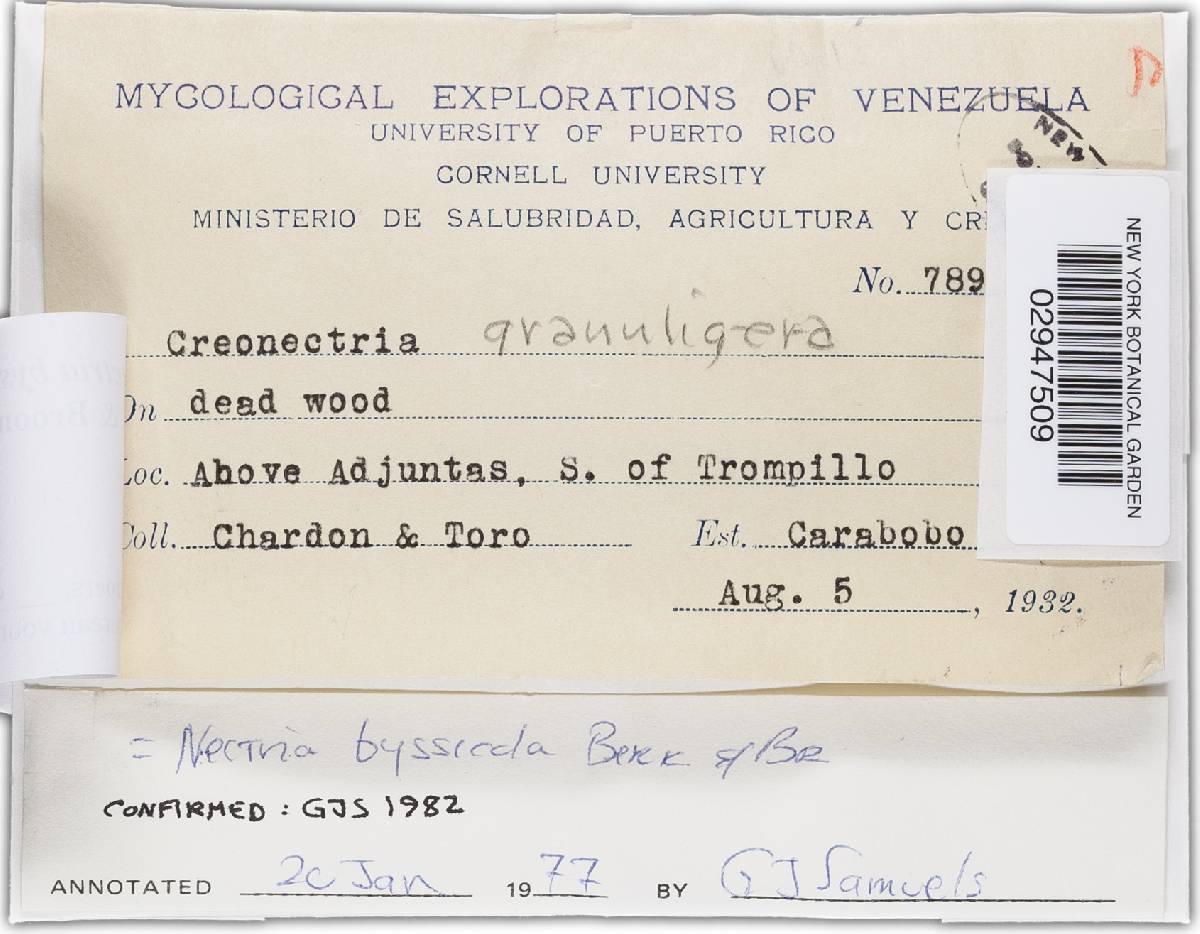 MYCOLOGICAL EXPLORATIONS OF VENEZUELA
UNIVERSITY OF PUERTO RICO
CORNELL UNIVERSITY
MINISTERIO DE SALUBRIDAD, AGRICULTURA Y CR
NEW
No. 789
Creonectria granuligera
On dead wood
Loc. Above Adjuntas, S. of Trompillo
Coll. Chardon & Toro Est. Carabobo
Aug. 5, 1932.
NEW YORK BOTANICAL GARDEN
02947509
= Nectria byssicola Berk & Br
CONFIRMED : GJS 1982
ANNOTATED 20 Jan 1977 BY GJ Samuels